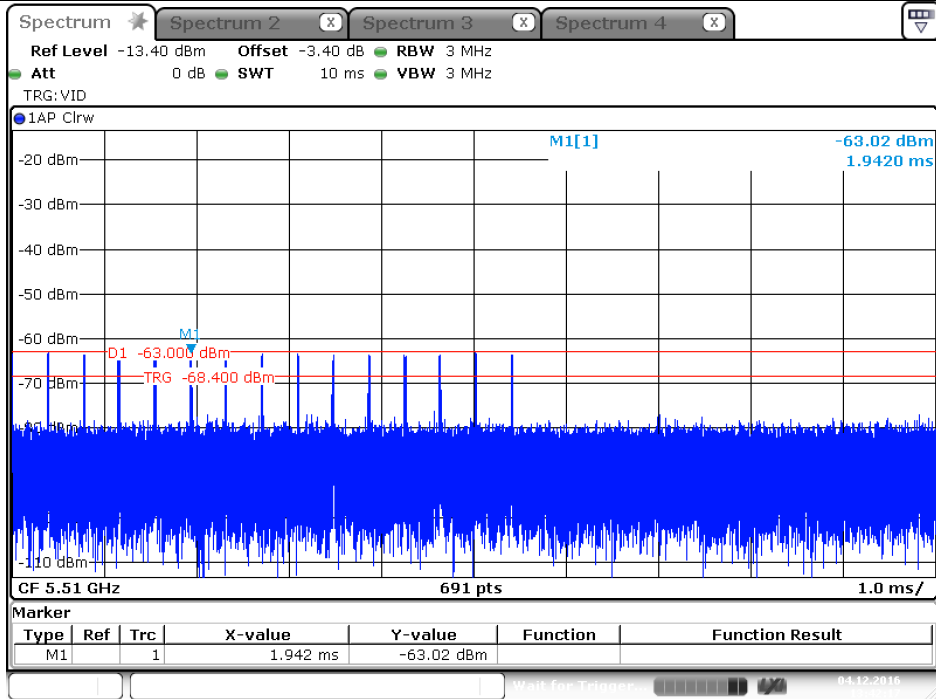 Spectrum Spectrum 2 X Spectrum 3 X Spectrum 4 X
Ref Level -13.40 dBm Offset -3.40 dB RBW 3 MHz
Att 0 dB SWT 10 ms VBW 3 MHz
TRG:VID
1AP Clrw
M1[1] -63.02 dBm
1.9420 ms
-20 dBm
-30 dBm
-40 dBm
-50 dBm
-60 dBm
M1
D1 -63.000 dBm
TRG -68.400 dBm
-70 dBm
-110 dBm
CF 5.51 GHz 691 pts 1.0 ms/
Marker
Type Ref Trc X-value Y-value Function Function Result
M1 1 1.942 ms -63.02 dBm
Wait for Trigger... 04.12.2016